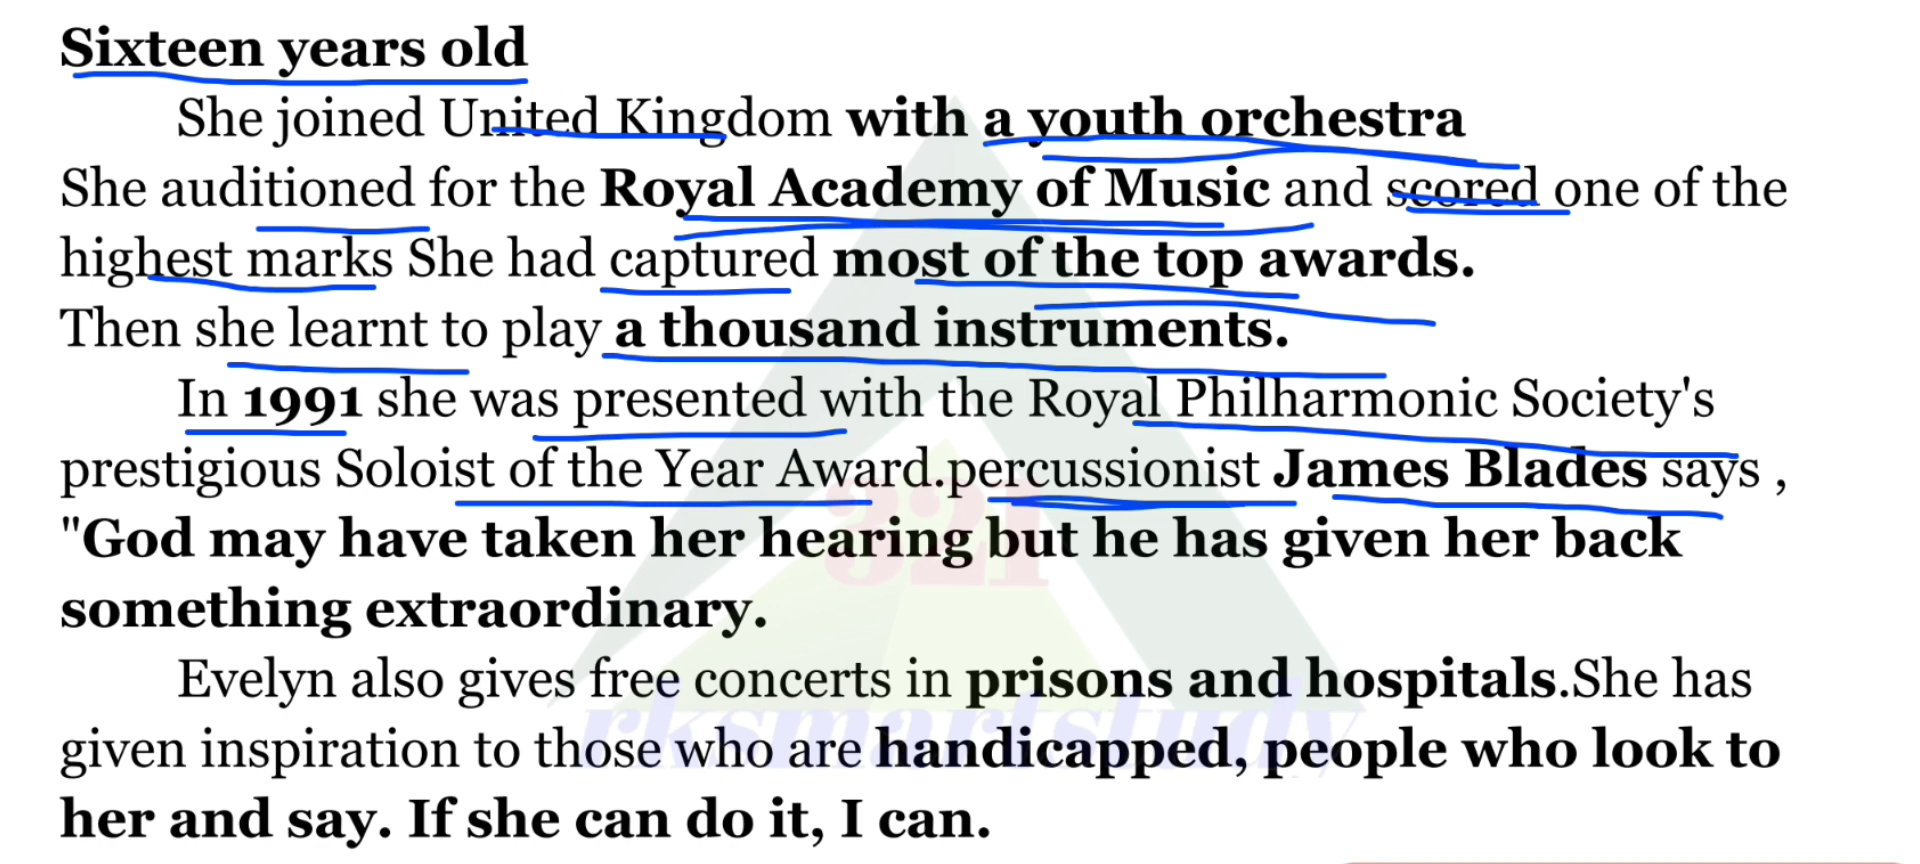 Sixteen years old
She joined United Kingdom with a youth orchestra
She auditioned for the Royal Academy of Music and scored one of the
highest marks She had captured most of the top awards.
Then she learnt to play a thousand instruments.
In 1991 she was presented with the Royal Philharmonic Society's
prestigious Soloist of the Year Award.percussionist James Blades says ,
"God may have taken her hearing but he has given her back
something extraordinary.
Evelyn also gives free concerts in prisons and hospitals.She has
given inspiration to those who are handicapped, people who look to
her and say. If she can do it, I can.
321
rksmartstudy